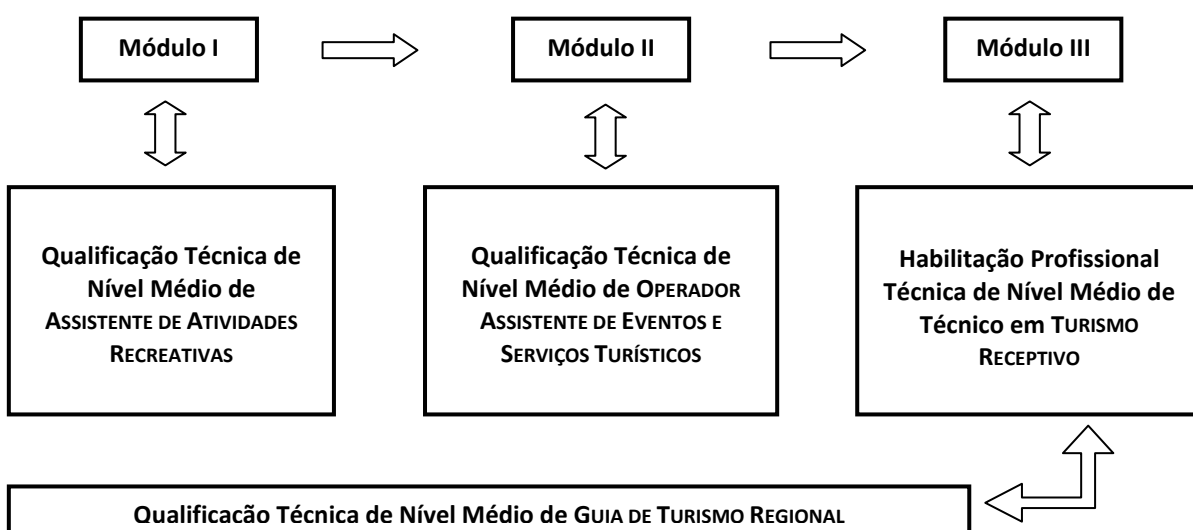 Módulo I
Módulo II
Módulo III
Qualificação Técnica de
Nível Médio de
ASSISTENTE DE ATIVIDADES
RECREATIVAS
Qualificação Técnica de
Nível Médio de OPERADOR
ASSISTENTE DE EVENTOS E
SERVIÇOS TURÍSTICOS
Habilitação Profissional
Técnica de Nível Médio de
Técnico em TURISMO
RECEPTIVO
Qualificação Técnica de Nível Médio de GUIA DE TURISMO REGIONAL